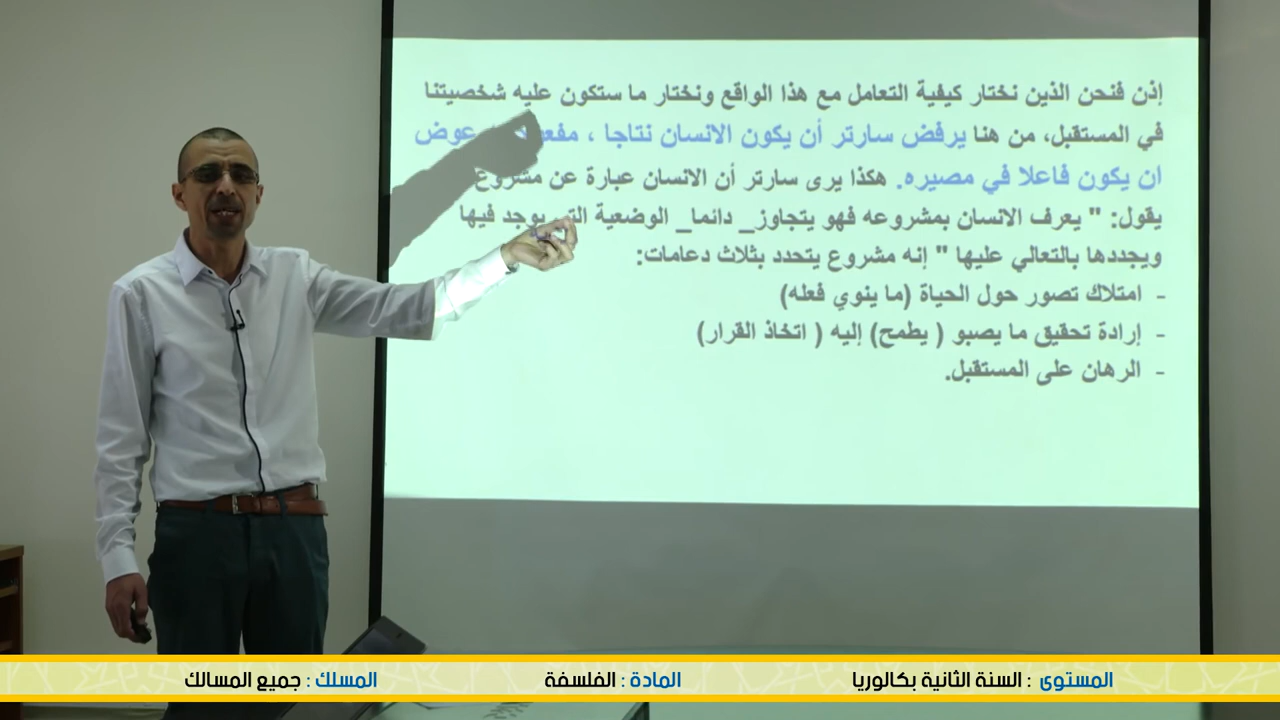 إذن فنحن الذين نختار كيفية التعامل مع هذا الواقع ونختار ما ستكون عليه شخصيتنا
في المستقبل، من هنا يرفض سارتر أن يكون الانسان نتاجا ، عوض
ان يكون فاعلا في مصيره. هكذا يرى سارتر أن الانسان عبارة عن مشروع
يقول: " يعرف الانسان بمشروعه فهو يتجاوز_ دائما_ الوضعية التي يوجد فيها
ويجددها بالتعالي عليها " إنه مشروع يتحدد بثلاث دعامات:
- امتلاك تصور حول الحياة (ما ينوي فعله)
- إرادة تحقيق ما يصبو ( يطمح) إليه ( اتخاذ القرار)
- الرهان على المستقبل.
المستوى : السنة الثانية بكالوريا المادة : الفلسفة المسلك : جميع المسالك